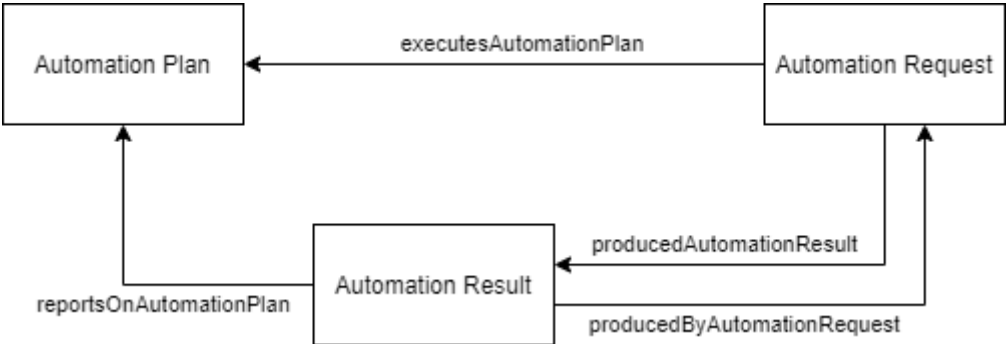 executesAutomationPlan
Automation Plan
Automation Request
producedAutomationResult
Automation Result
reportsOnAutomationPlan
producedByAutomationRequest